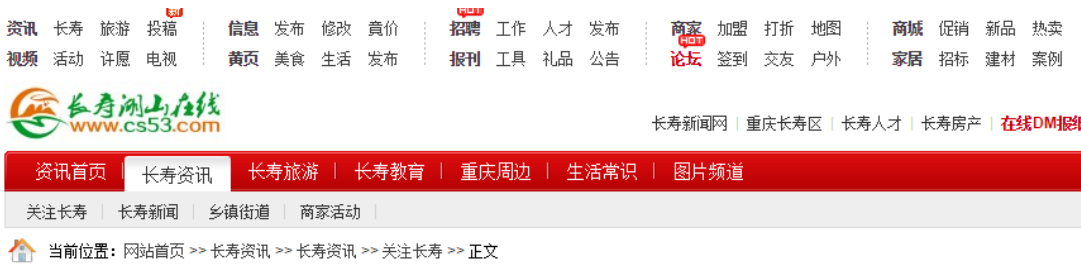 新 HOT
资讯 长寿 旅游 投稿 信息 发布 修改 竟价 招聘 工作 人才 发布 商家 加盟 打折 地图 商城 促销 新品 热卖
HOT
视频 活动 许愿 电视 黄页 美食 生活 发布 报刊 工具 礼品 公告 论坛 签到 交友 户外 家居 招标 建材 案例
长寿湖山在线
www.cs53.com
长寿新闻网 | 重庆长寿区 | 长寿人才 | 长寿房产 | 在线DM报纸
资讯首页 | 长寿资讯 长寿旅游 | 长寿教育 | 重庆周边 | 生活常识 | 图片频道
关注长寿 | 长寿新闻 | 乡镇街道 | 商家活动 |
当前位置：网站首页 >> 长寿资讯 >> 长寿资讯 >> 关注长寿 >> 正文